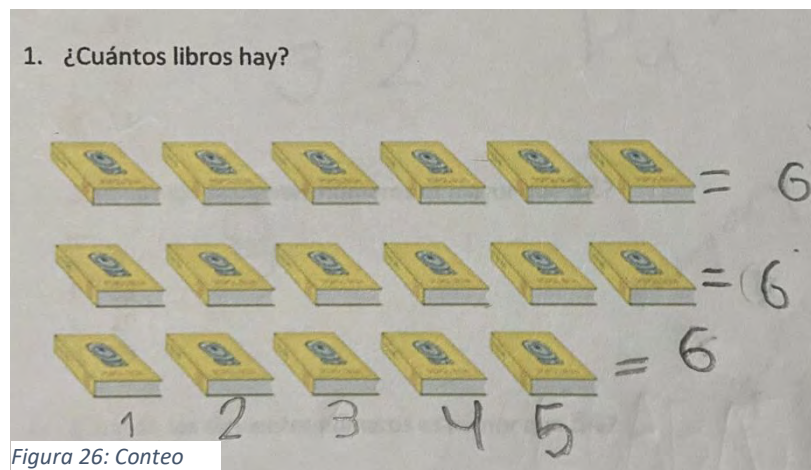 1. ¿Cuántos libros hay?
= 6
= 6
= 6
1 2 3 4 5
Figura 26: Conteo